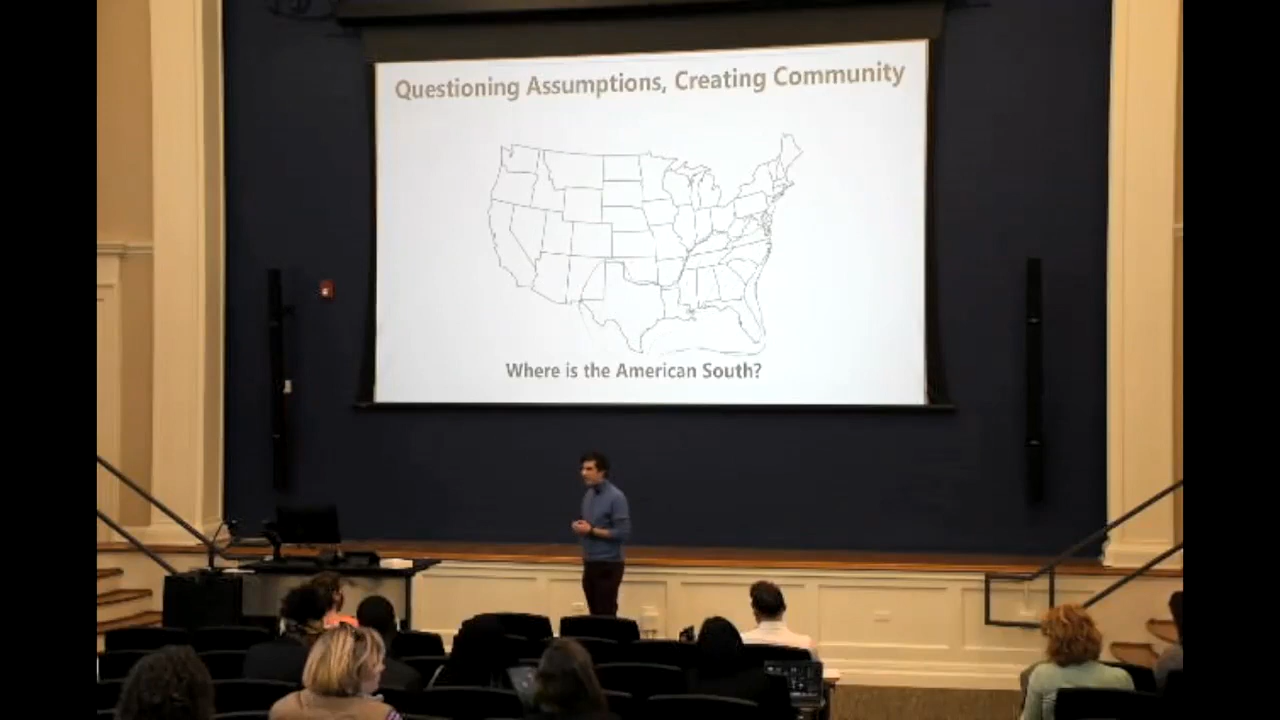 Questioning Assumptions, Creating Community
Where is the American South?